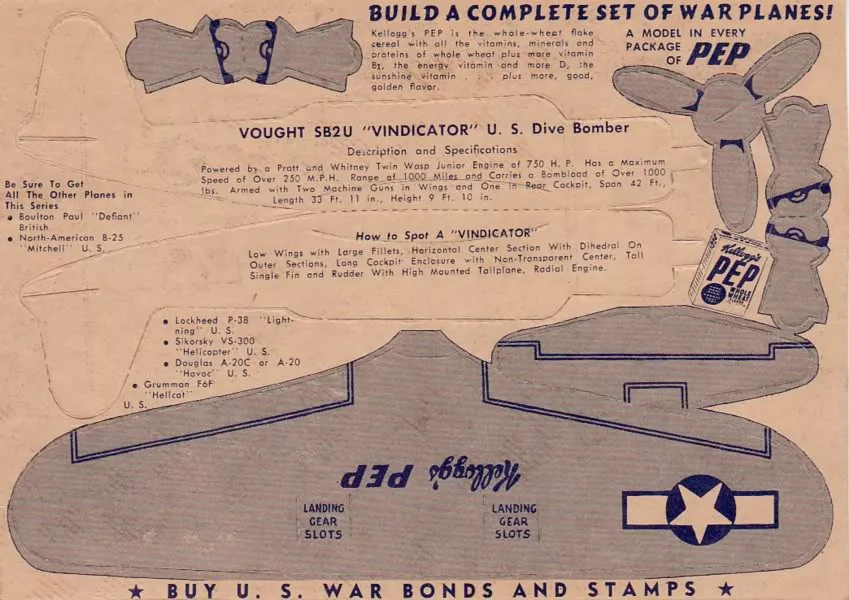 BUILD A COMPLETE SET OF WAR PLANES!
Kellogg's PEP is the whole-wheat flake
cereal with all the vitamins, minerals and
proteins of whole wheat plus more vitamin
B1, the energy vitamin and more D, the
sunshine vitamin . . . plus more, good,
golden flavor.
A MODEL IN EVERY
PACKAGE
OF PEP
VOUGHT SB2U "VINDICATOR" U. S. Dive Bomber
Description and Specifications
Powered by a Pratt and Whitney Twin Wasp Junior Engine of 750 H. P. Has a Maximum
Speed of Over 250 M.P.H. Range of 1000 Miles and Carries a Bombload of Over 1000
lbs. Armed with Two Machine Guns in Wings and One in Rear Cockpit, Span 42 Ft.,
Length 33 Ft. 11 in., Height 9 Ft. 10 in.
Be Sure To Get
All The Other Planes in
This Series
• Boulton Paul "Defiant"
British
• North-American B-25
"Mitchell" U. S.
How to Spot A "VINDICATOR"
Low Wings with Large Fillets, Horizontal Center Section With Dihedral On
Outer Sections, Long Cockpit Enclosure with Non-Transparent Center, Tall
Single Fin and Rudder With High Mounted Tailplane, Radial Engine.
Kellogg's
PEP
WHOLE
WHEAT
• Lockheed P-38 "Light-
ning" U. S.
• Sikorsky VS-300
"Helicopter" U. S.
• Douglas A-20C or A-20
"Havoc" U. S.
• Grumman F6F
"Hellcat"
U. S.
Kellogg's PEP
LANDING
GEAR
SLOTS
LANDING
GEAR
SLOTS
★ BUY U. S. WAR BONDS AND STAMPS ★